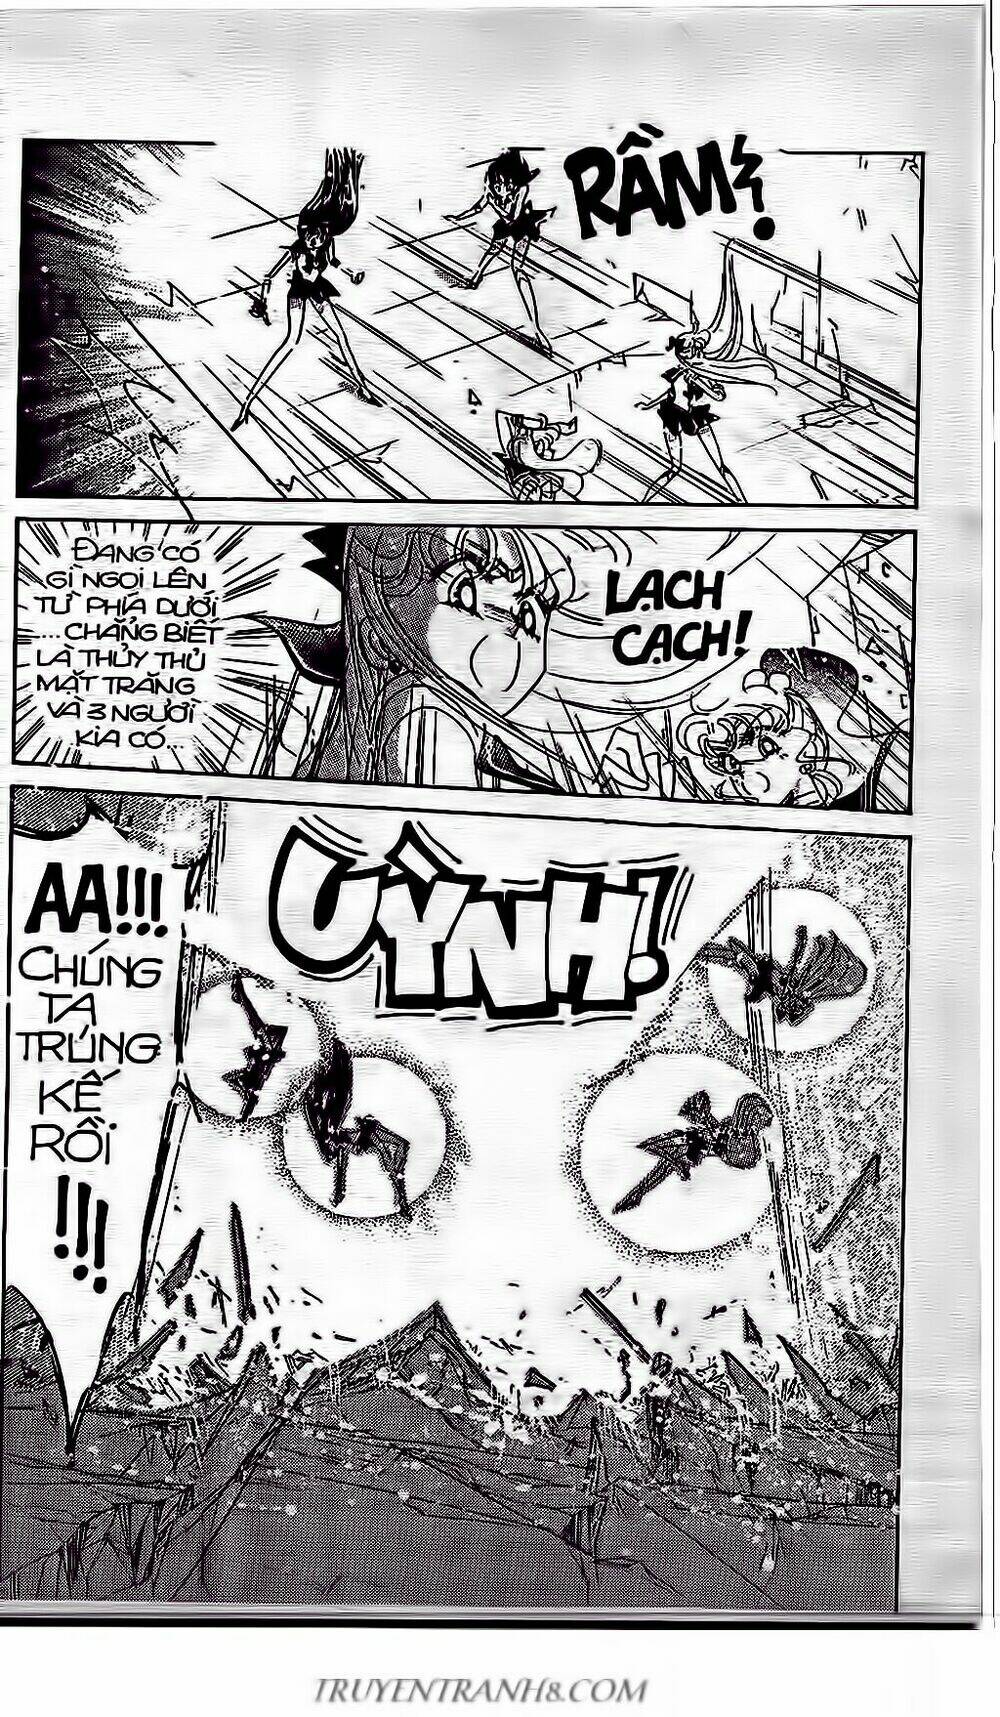 RẦM!
ĐANG CÓ
GÌ NGOI LÊN
TỪ PHÍA DƯỚI
... CHẲNG BIẾT
LÀ THỦY THỦ
MẶT TRĂNG
VÀ 3 NGƯỜI
KIA CÓ...
LẠCH
CẠCH!
UỲNH!
AA!!!
CHÚNG
TA
TRÚNG
KẾ
RỒI
!!!
TRUYENTRANH8.COM